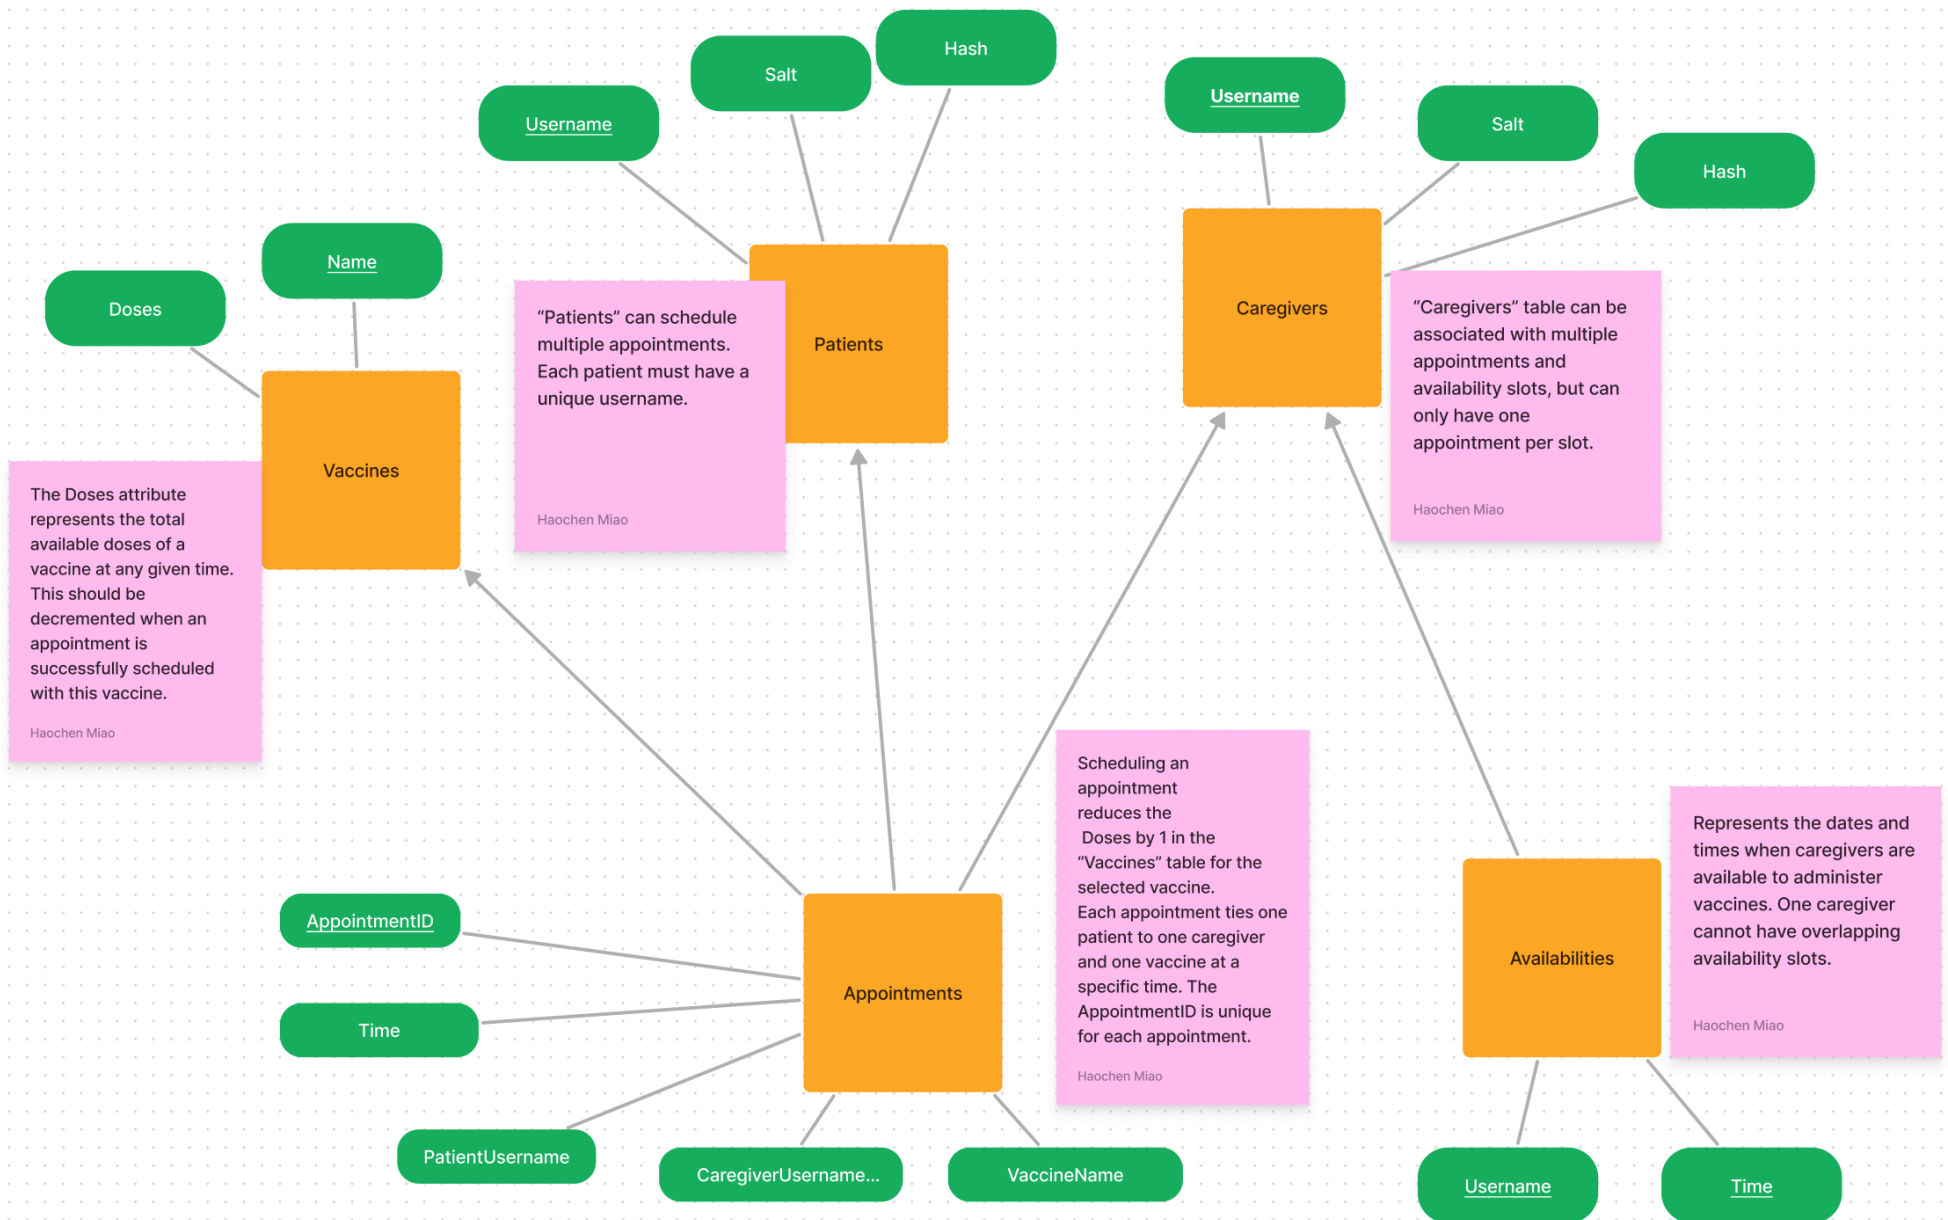 Hash
Salt
Username
Username
Salt
Hash
Name
Doses
“Patients” can schedule
multiple appointments.
Each patient must have a
unique username.
Haochen Miao
Patients
Caregivers
“Caregivers” table can be
associated with multiple
appointments and
availability slots, but can
only have one
appointment per slot.
Haochen Miao
Vaccines
The Doses attribute
represents the total
available doses of a
vaccine at any given time.
This should be
decremented when an
appointment is
successfully scheduled
with this vaccine.
Haochen Miao
Scheduling an
appointment
reduces the
Doses by 1 in the
“Vaccines” table for the
selected vaccine.
Each appointment ties one
patient to one caregiver
and one vaccine at a
specific time. The
AppointmentID is unique
for each appointment.
Haochen Miao
Represents the dates and
times when caregivers are
available to administer
vaccines. One caregiver
cannot have overlapping
availability slots.
Haochen Miao
AppointmentID
Time
Appointments
Availabilities
PatientUsername
CaregiverUsername...
VaccineName
Username
Time